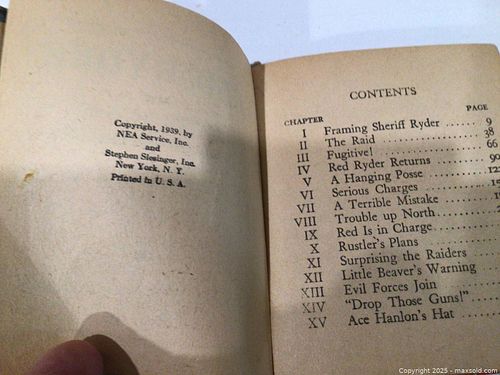 Copyright, 1939, by
NEA Service, Inc.
and
Stephen Slesinger, Inc.
New York, N. Y.
Printed in U. S. A.
CONTENTS
CHAPTER PAGE
I Framing Sheriff Ryder ..... 9
II The Raid ............ 38
III Fugitive! ............ 66
IV Red Ryder Returns ........ 90
V A Hanging Posse
VI Serious Charges
VII A Terrible Mistake
VIII Trouble up North
IX Red Is in Charge
X Rustler's Plans
XI Surprising the Raiders
XII Little Beaver's Warning
XIII Evil Forces Join
XIV "Drop Those Guns!"
XV Ace Hanlon's Hat
Copyright 2025 - maxsold.com